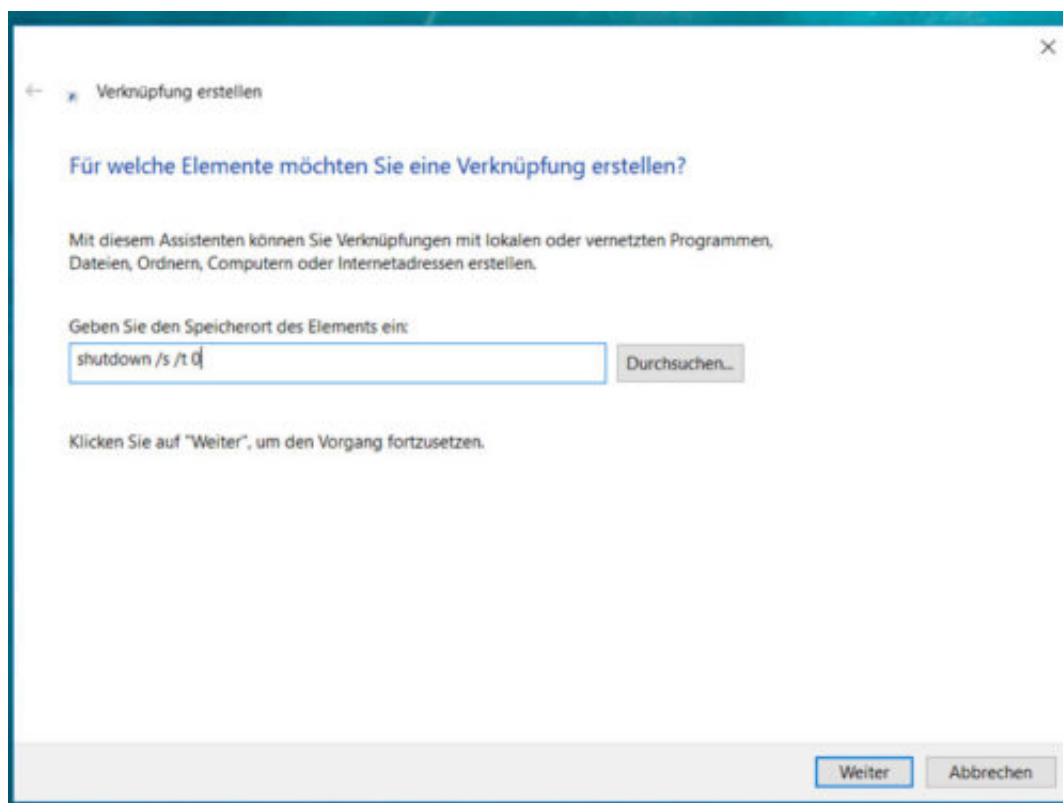 Verknüpfung erstellen
Für welche Elemente möchten Sie eine Verknüpfung erstellen?
Mit diesem Assistenten können Sie Verknüpfungen mit lokalen oder vernetzten Programmen,
Dateien, Ordnern, Computern oder Internetadressen erstellen.
Geben Sie den Speicherort des Elements ein:
shutdown /s /t 0
Durchsuchen...
Klicken Sie auf "Weiter", um den Vorgang fortzusetzen.
Weiter
Abbrechen